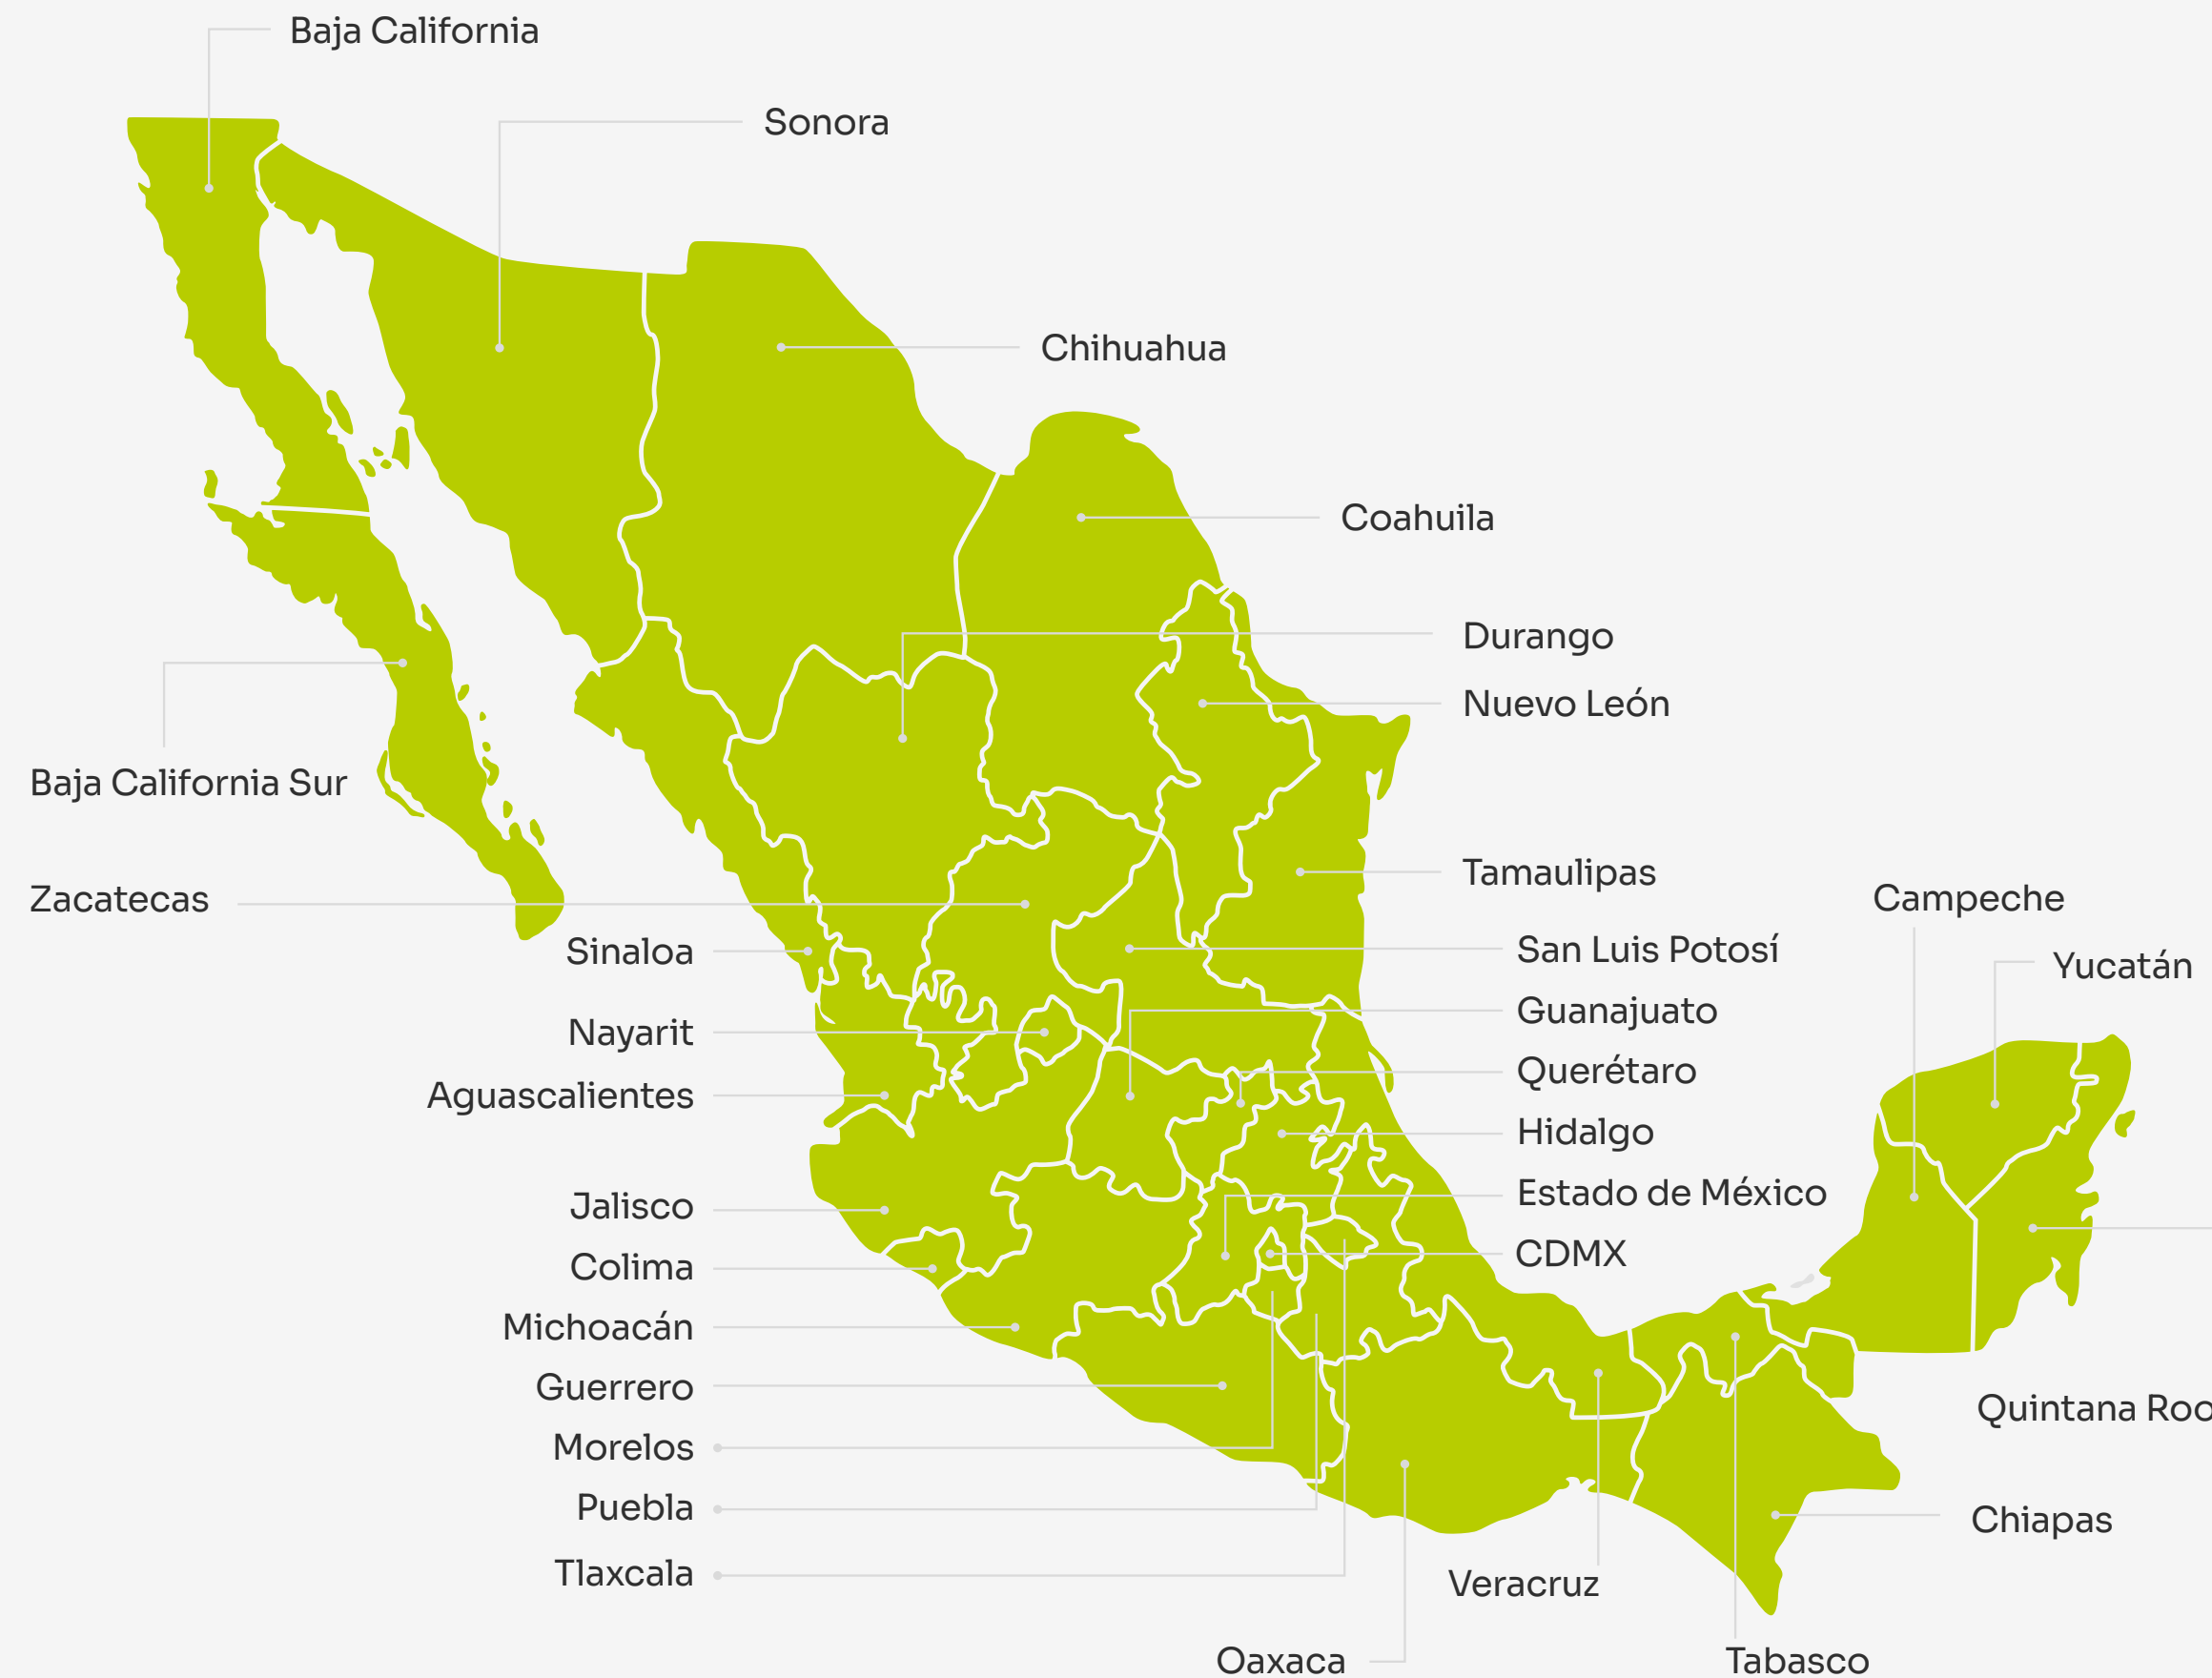 Baja California
Sonora
Chihuahua
Coahuila
Durango
Nuevo León
Baja California Sur
Tamaulipas
Zacatecas
Campeche
Sinaloa
San Luis Potosí
Yucatán
Guanajuato
Nayarit
Querétaro
Aguascalientes
Hidalgo
Estado de México
Jalisco
CDMX
Colima
Michoacán
Guerrero
Quintana Roo
Morelos
Puebla
Chiapas
Tlaxcala
Veracruz
Oaxaca
Tabasco